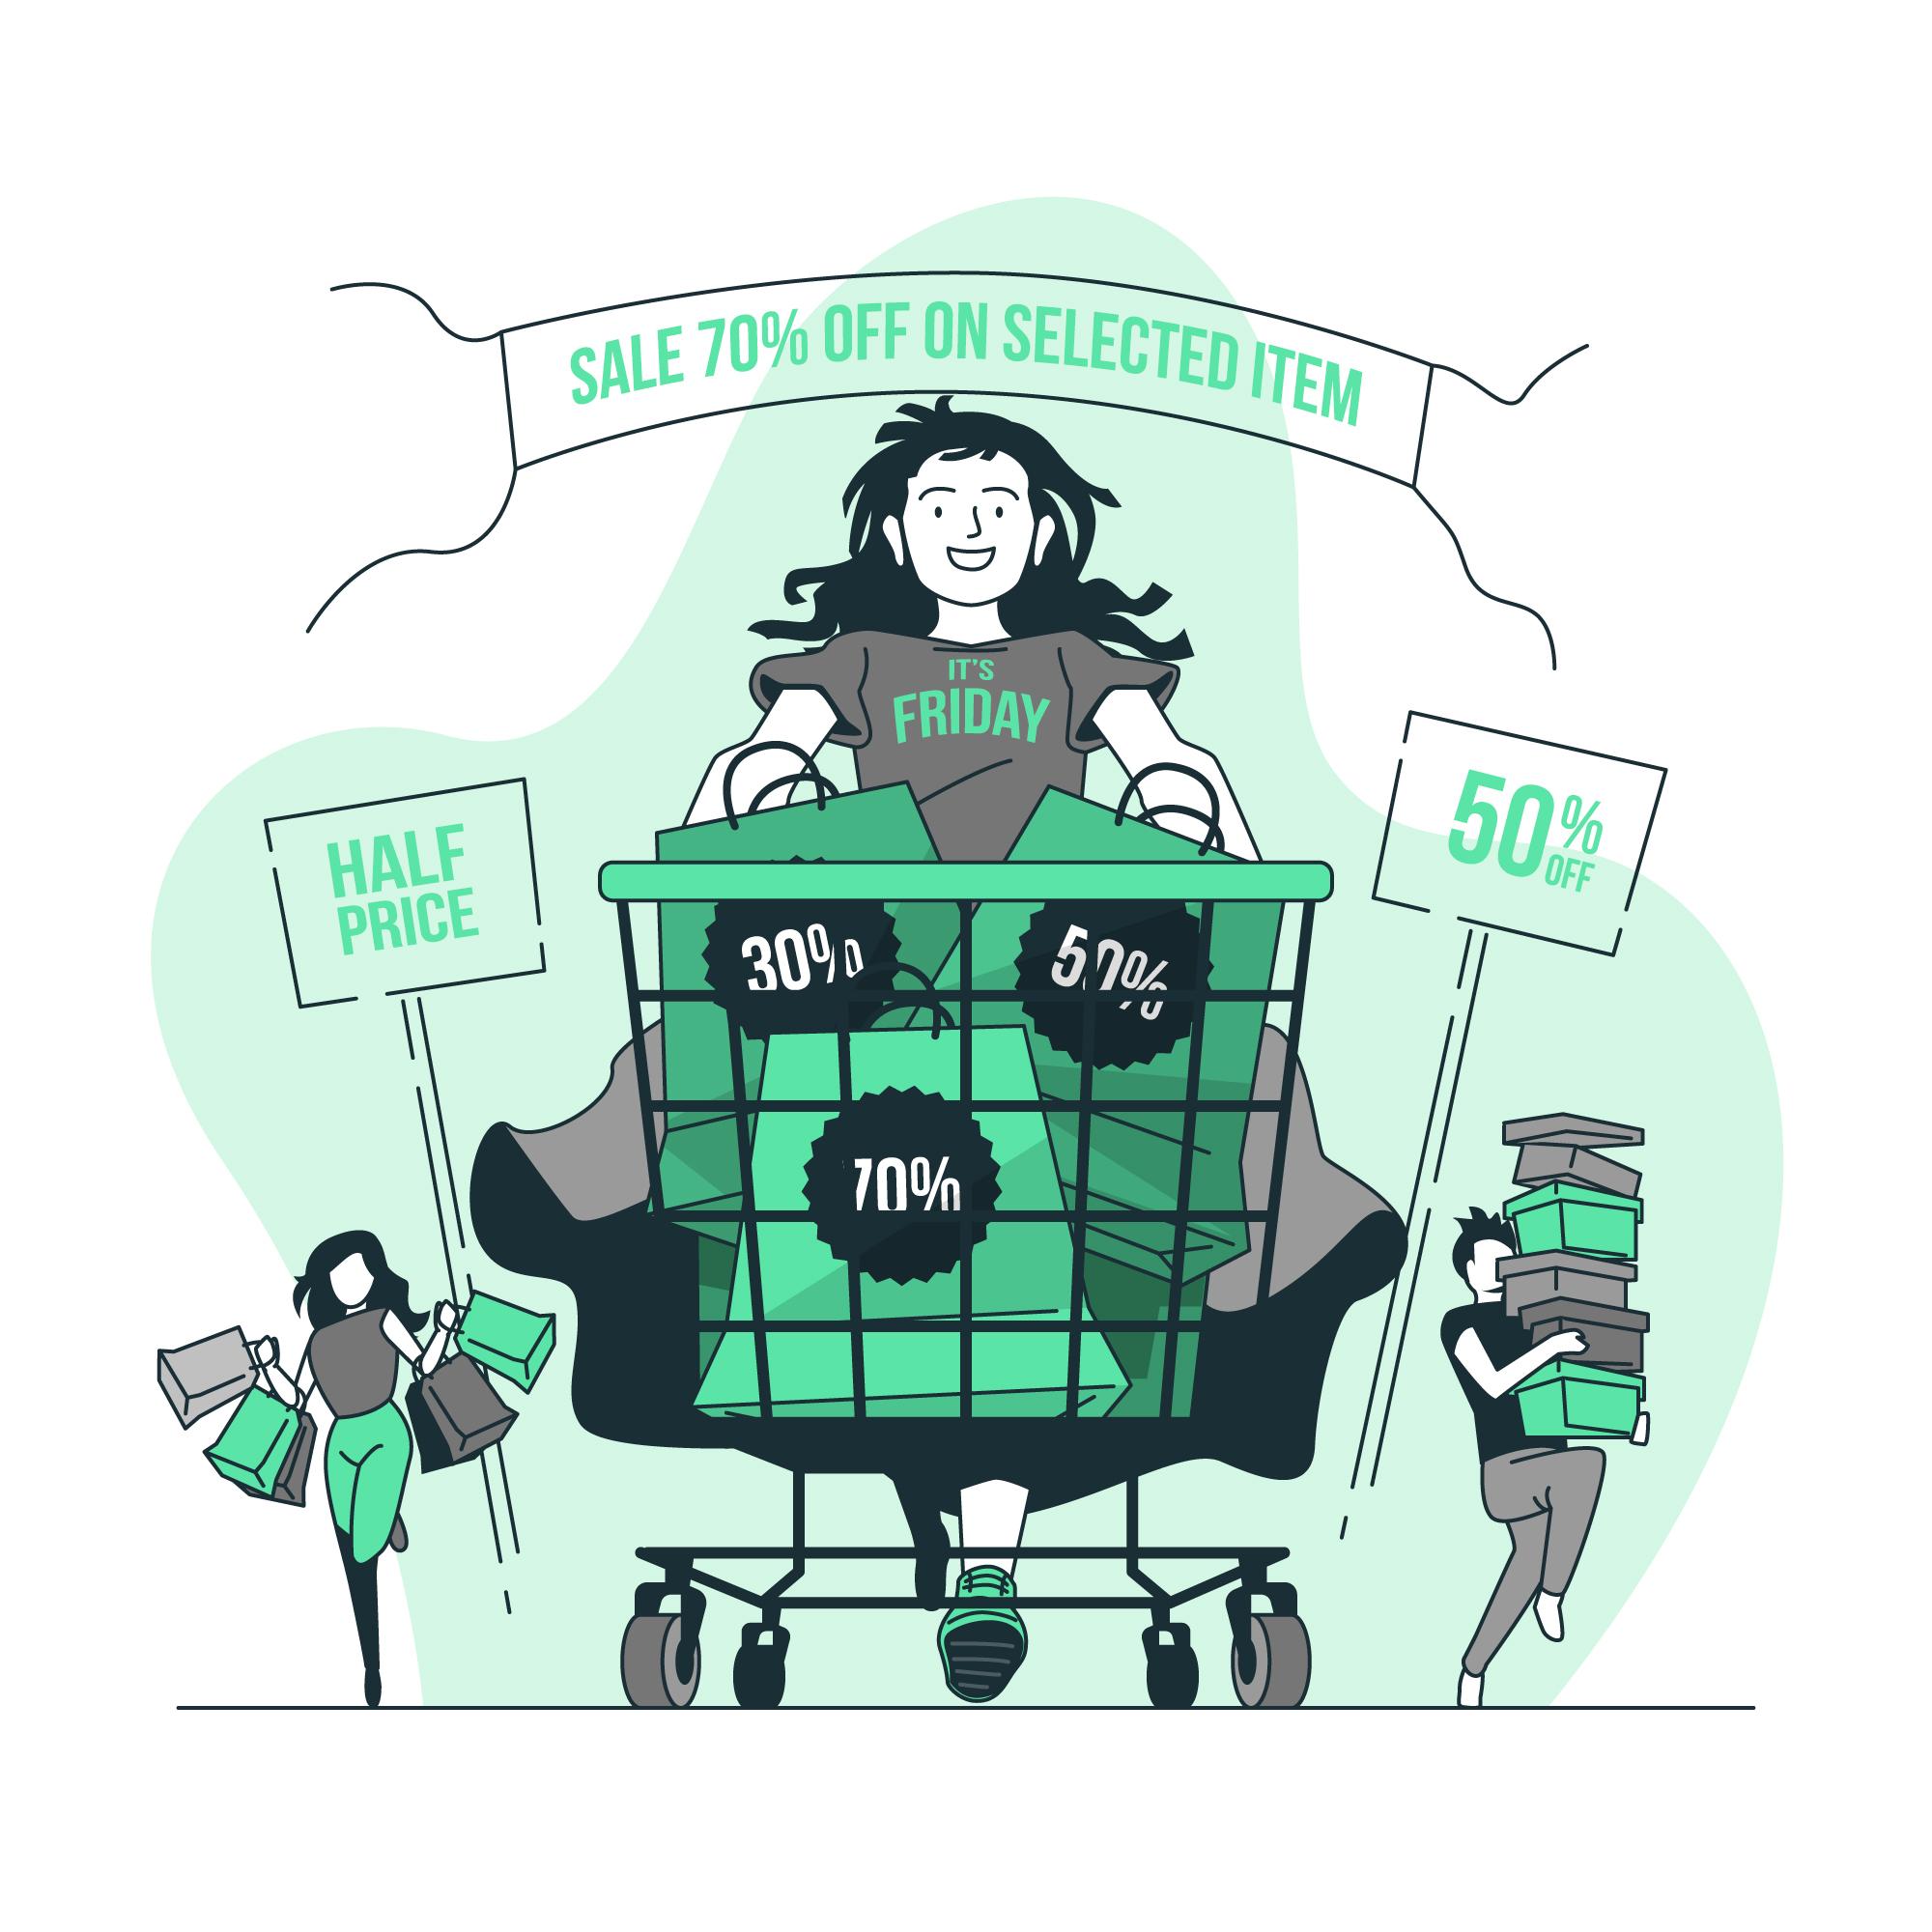 SALE 70% OFF ON SELECTED ITEM
IT'S
FRIDAY
HALF
PRICE
50%
OFF
30%
50%
70%